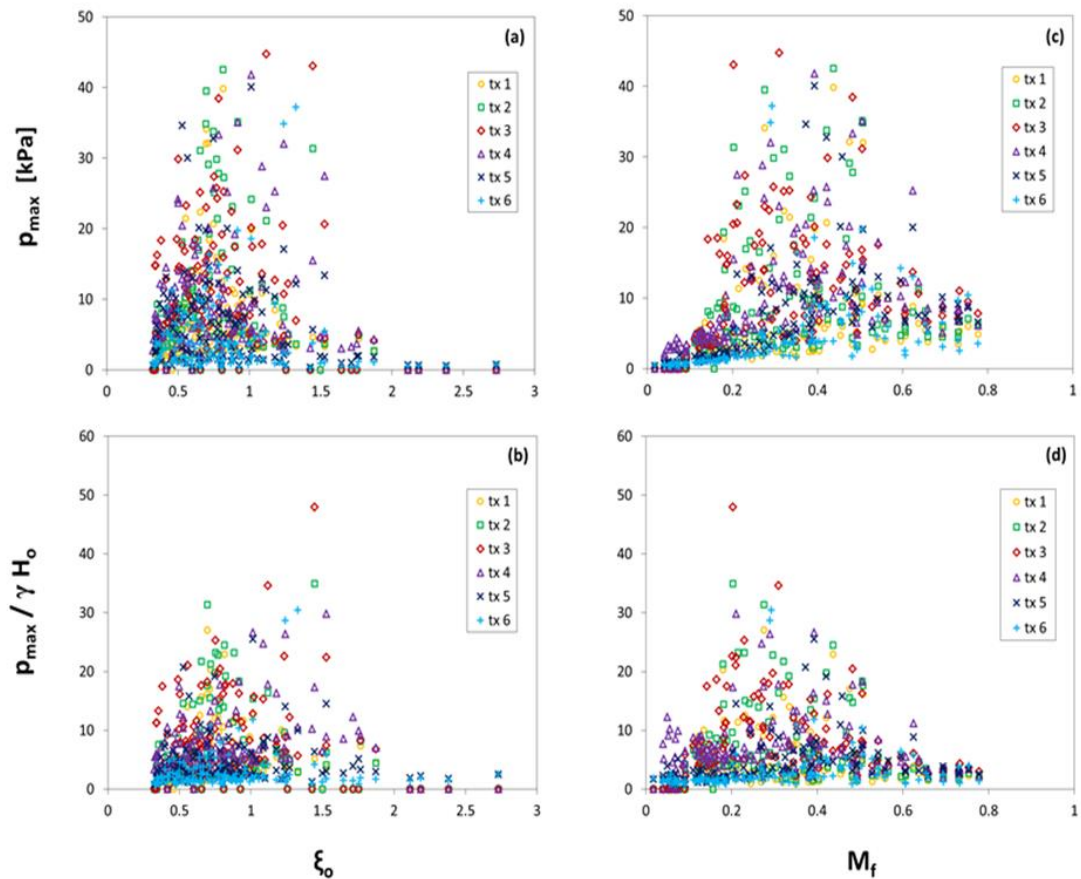 50
40
30
20
10
0
0
0.5
1
1.5
2
2.5
3
p_max [kPa]
(a)
tx 1
tx 2
tx 3
tx 4
tx 5
tx 6
50
40
30
20
10
0
0
0.2
0.4
0.6
0.8
1
(c)
tx 1
tx 2
tx 3
tx 4
tx 5
tx 6
60
50
40
30
20
10
0
0
0.5
1
1.5
2
2.5
3
p_max / γ H_o
(b)
tx 1
tx 2
tx 3
tx 4
tx 5
tx 6
ξ_o
60
50
40
30
20
10
0
0
0.2
0.4
0.6
0.8
1
(d)
tx 1
tx 2
tx 3
tx 4
tx 5
tx 6
M_f